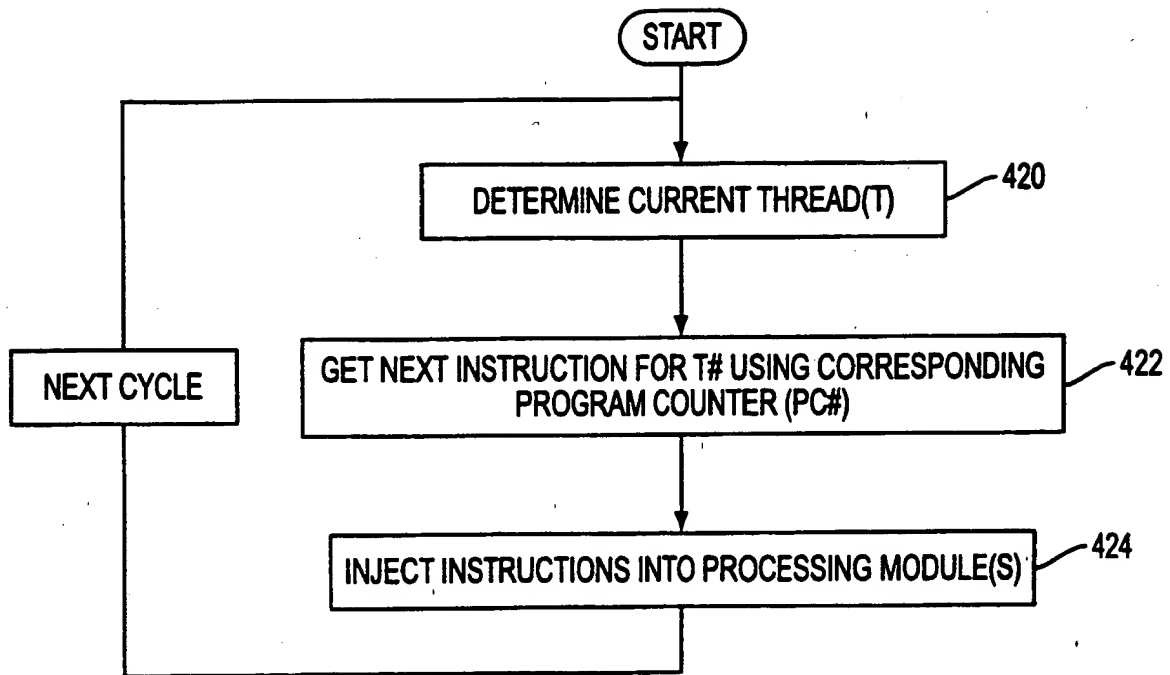 START
DETERMINE CURRENT THREAD(T)
420
NEXT CYCLE
GET NEXT INSTRUCTION FOR T# USING CORRESPONDING
PROGRAM COUNTER (PC#)
422
INJECT INSTRUCTIONS INTO PROCESSING MODULE(S)
424